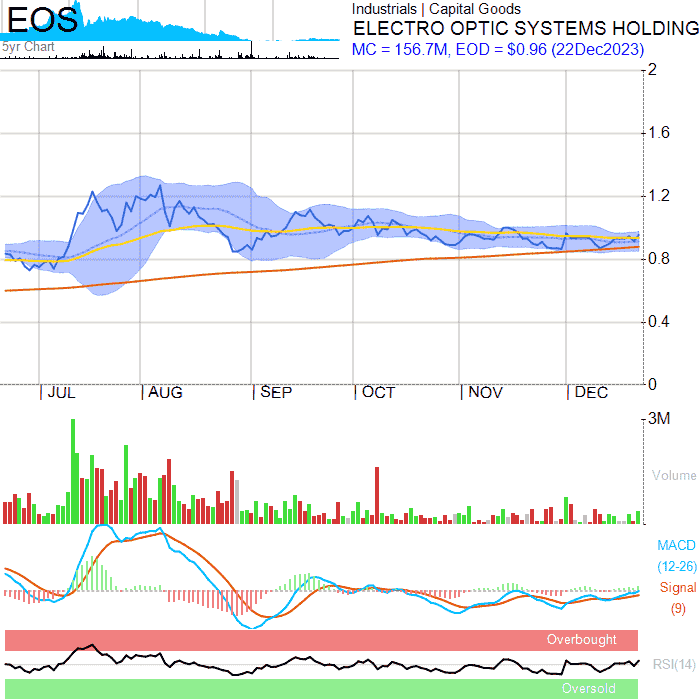 EOS
5yr Chart
Industrials | Capital Goods
ELECTRO OPTIC SYSTEMS HOLDING
MC = 156.7M, EOD = $0.96 (22Dec2023)
2
1.6
1.2
0.8
0.4
0
JUL AUG SEP OCT NOV DEC
3M
Volume
MACD
(12-26)
Signal
(9)
Overbought
RSI(14)
Oversold